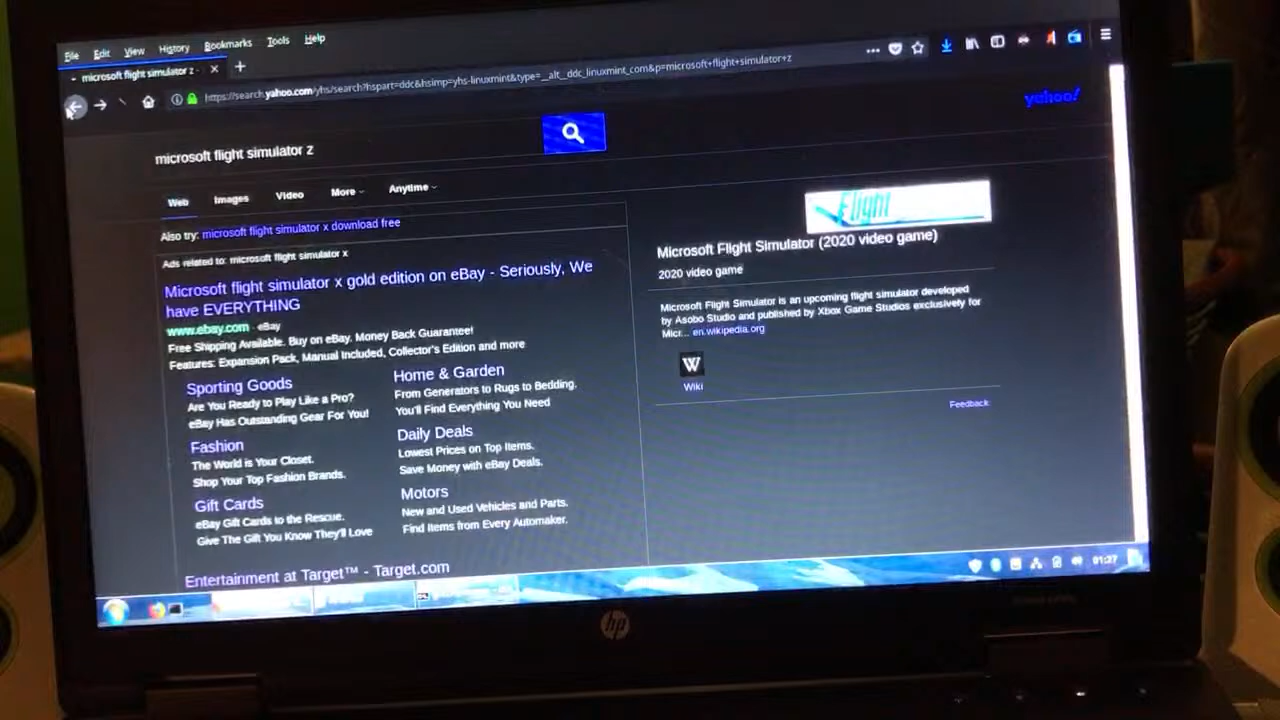 File Edit View History Bookmarks Tools Help
microsoft flight simulator z -
https://search.yahoo.com/yhs/search?hspart=ddc&hsimp=yhs-linuxmint&type=__alt__ddc_linuxmint_com&p=microsoft+flight+simulator+z
yahoo!
microsoft flight simulator z
Web Images Video More Anytime
Also try: microsoft flight simulator x download free
Ads related to: microsoft flight simulator x
Microsoft flight simulator x gold edition on eBay - Seriously, We
have EVERYTHING
www.ebay.com · eBay
Free Shipping Available. Buy on eBay. Money Back Guarantee!
Features: Expansion Pack, Manual Included, Collector's Edition and more
Sporting Goods
Are You Ready to Play Like a Pro?
eBay Has Outstanding Gear For You!
Fashion
The World is Your Closet.
Shop Your Top Fashion Brands.
Gift Cards
eBay Gift Cards to the Rescue.
Give The Gift You Know They'll Love
Home & Garden
From Generators to Rugs to Bedding.
You'll Find Everything You Need
Daily Deals
Lowest Prices on Top Items.
Save Money with eBay Deals.
Motors
New and Used Vehicles and Parts.
Find Items from Every Automaker.
Entertainment at Target™ - Target.com
Flight
Microsoft Flight Simulator (2020 video game)
2020 video game
Microsoft Flight Simulator is an upcoming flight simulator developed
by Asobo Studio and published by Xbox Game Studios exclusively for
Micr... en.wikipedia.org
W
Wiki
Feedback
01:27
hp